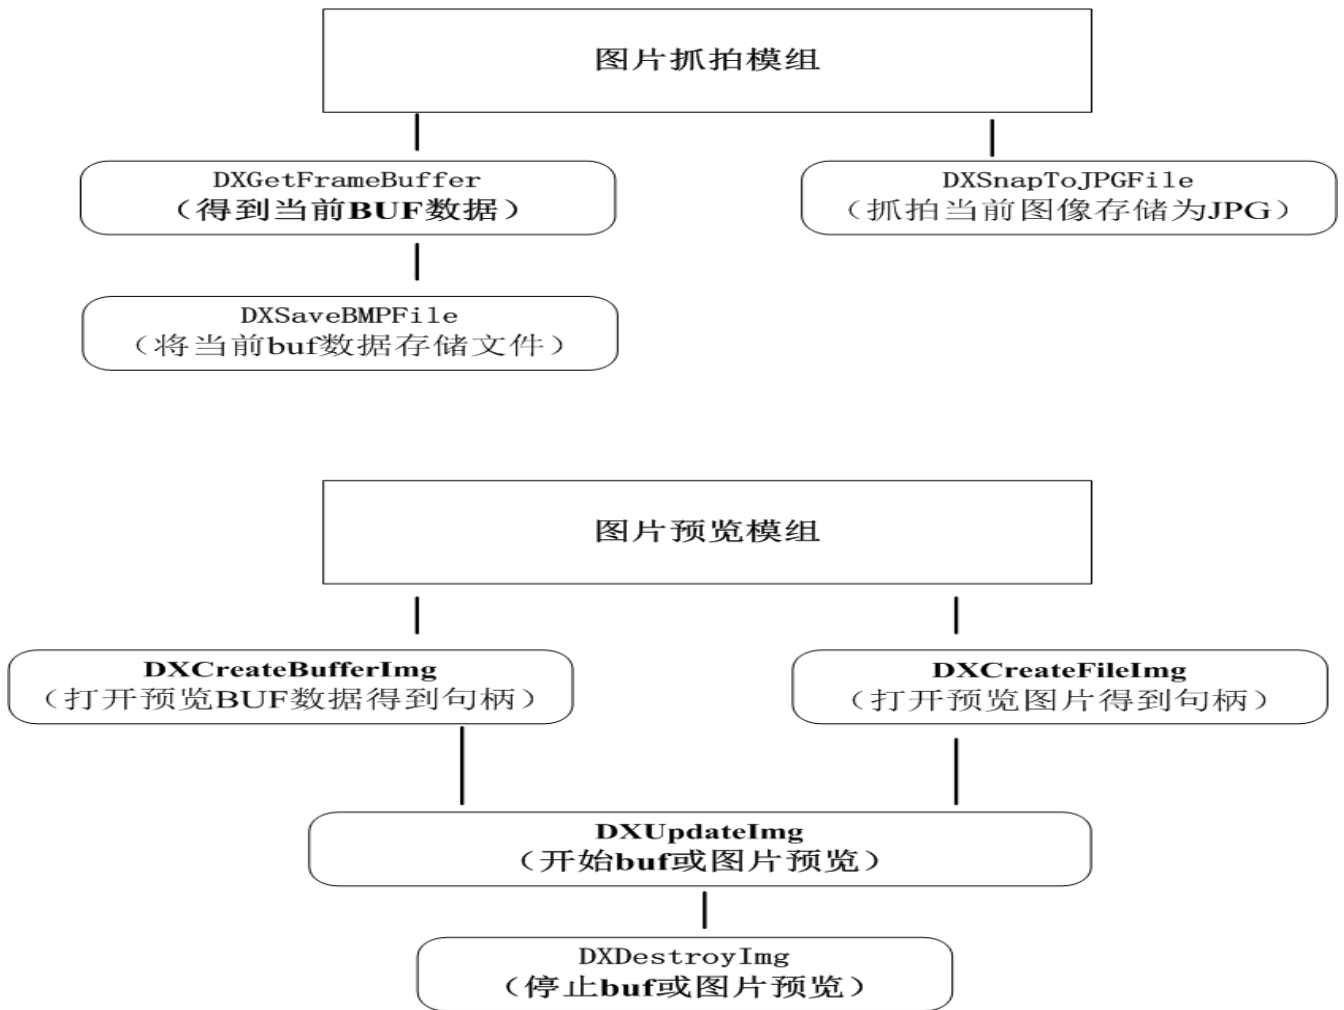 图片抓拍模组
DXGetFrameBuffer
（得到当前BUF数据）
DXSnapToJPGFile
（抓拍当前图像存储为JPG）
DXSaveBMPFile
（将当前buf数据存储文件）
图片预览模组
DXCreateBufferImg
（打开预览BUF数据得到句柄）
DXCreateFileImg
（打开预览图片得到句柄）
DXUpdateImg
（开始buf或图片预览）
DXDestroyImg
（停止buf或图片预览）